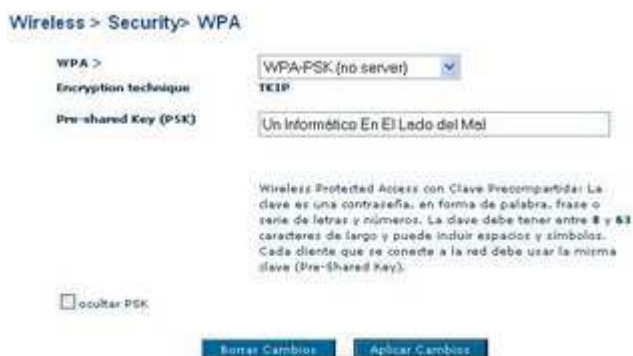 Wireless > Security> WPA
WPA >
WPA-PSK (no server)
Encryption technique
TKIP
Pre-shared Key (PSK)
Un Informático En El Lado del Mal
Wireless Protected Access con Clave Precompartida: La
clave es una contraseña, en forma de palabra, frase o
serie de letras y números. La clave debe tener entre 8 y 63
caracteres de largo y puede incluir espacios y símbolos.
Cada cliente que se conecte a la red debe usar la misma
clave (Pre-Shared Key).
ocultar PSK
Borrar Cambios
Aplicar Cambios